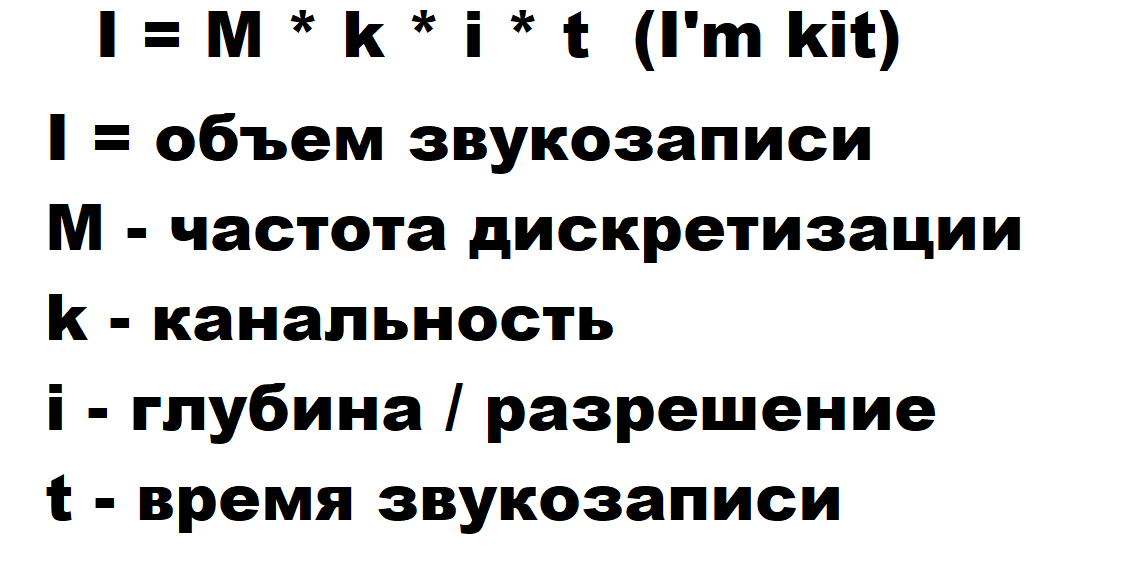 I = M * k * i * t (I'm kit)
I = объем звукозаписи
M - частота дискретизации
k - канальность
i - глубина / разрешение
t - время звукозаписи